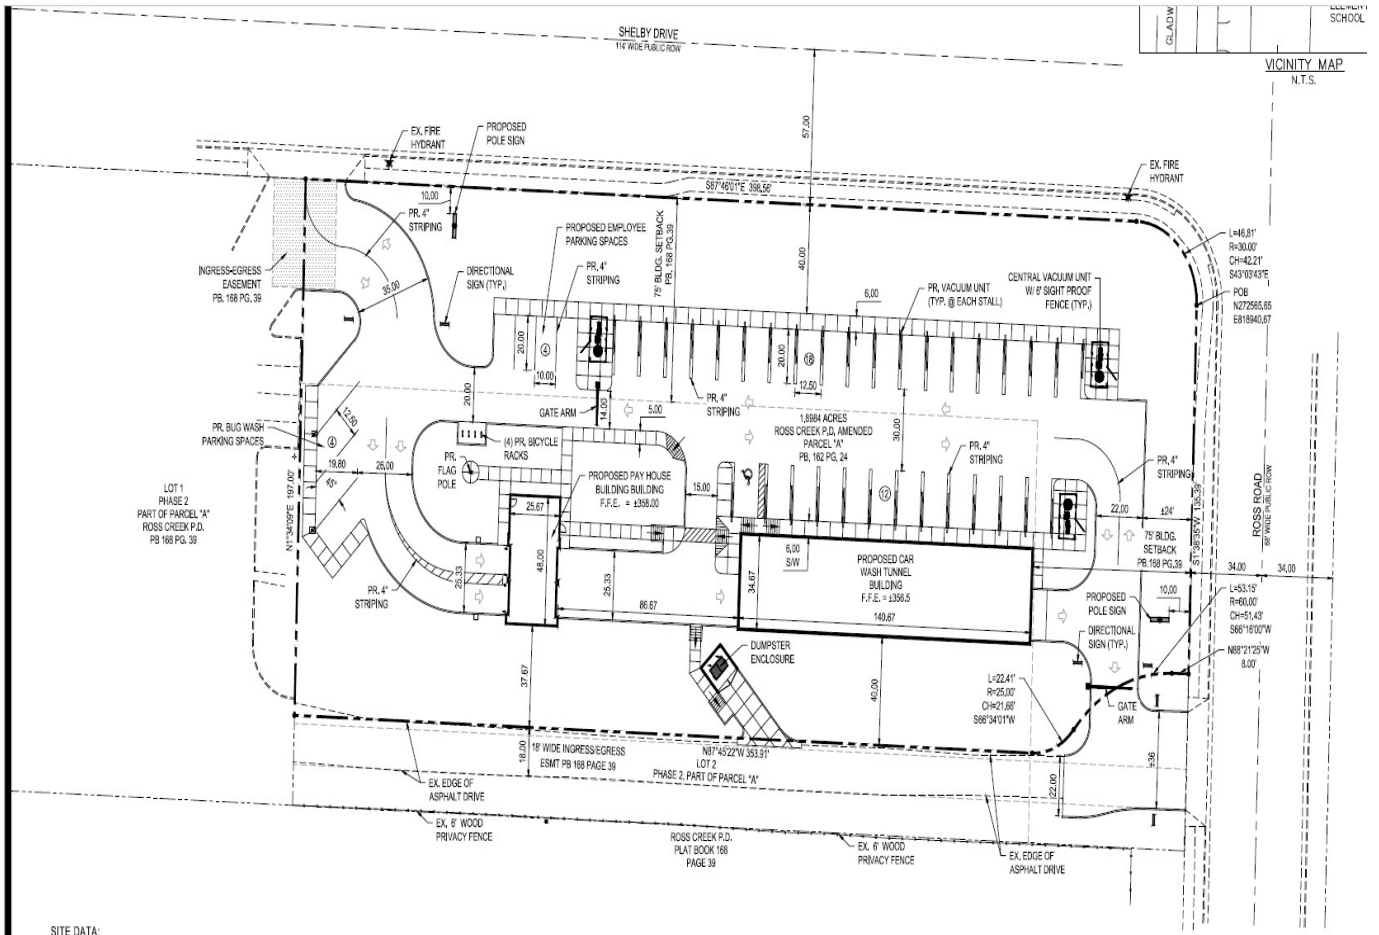 SHELBY DRIVE
114' WIDE PUBLIC ROW
GLADW
SCHOOL
VICINITY MAP
N.T.S.
EX. FIRE
HYDRANT
PROPOSED
POLE SIGN
57.00
EX. FIRE
HYDRANT
S87°46'01"E 398.56'
10.00
PR. 4"
STRIPING
PROPOSED EMPLOYEE
PARKING SPACES
75' BLDG. SETBACK
PB. 168 PG.39
40.00
L=46.81'
R=30.00'
CH=42.21'
S43°03'43"E
POB
N272565.65
E818940.67
INGRESS-EGRESS
EASEMENT
PB. 168 PG. 39
35.00
DIRECTIONAL
SIGN (TYP.)
PR. 4"
STRIPING
PR. VACUUM UNIT
(TYP. @ EACH STALL)
CENTRAL VACUUM UNIT
W/ 6' SIGHT PROOF
FENCE (TYP.)
6.00
20.00
4
10.00
20.00
18
12.50
20.00
GATE ARM
14.00
5.00
PR. 4"
STRIPING
1.8984 ACRES
ROSS CREEK P.D. AMENDED
PARCEL "A"
PB. 162 PG. 24
30.00
PR. 4"
STRIPING
PR. BUG WASH
PARKING SPACES
12.50
4
19.80
26.00
45°
(4) PR. BICYCLE
RACKS
PR.
FLAG
POLE
PROPOSED PAY HOUSE
BUILDING BUILDING
F.F.E. = ±358.00
15.00
12
PR. 4"
STRIPING
22.00
±24'
75' BLDG.
SETBACK
PB. 168 PG.39
S1°38'35"W 135.39'
ROSS ROAD
68' WIDE PUBLIC ROW
LOT 1
PHASE 2
PART OF PARCEL "A"
ROSS CREEK P.D.
PB 168 PG. 39
N1°34'09"E 197.00'
25.67
48.00
25.33
PR. 4"
STRIPING
25.33
86.67
6.00
S/W
34.67
PROPOSED CAR
WASH TUNNEL
BUILDING
F.F.E. = ±356.5
140.67
34.00
34.00
PROPOSED
POLE SIGN
10.00
DIRECTIONAL
SIGN (TYP.)
L=53.15'
R=60.00'
CH=51.43'
S66°16'00"W
N88°21'25"W
8.00'
DUMPSTER
ENCLOSURE
37.67
40.00
L=22.41'
R=25.00'
CH=21.66'
S66°34'01"W
GATE
ARM
18.00
18' WIDE INGRESS/EGRESS
ESMT PB 168 PAGE 39
N87°45'22"W 353.91'
LOT 2
PHASE 2, PART OF PARCEL "A"
22.00
±36
EX. EDGE OF
ASPHALT DRIVE
EX. 6' WOOD
PRIVACY FENCE
ROSS CREEK P.D.
PLAT BOOK 168
PAGE 39
EX. 6' WOOD
PRIVACY FENCE
EX. EDGE OF
ASPHALT DRIVE
SITE DATA: